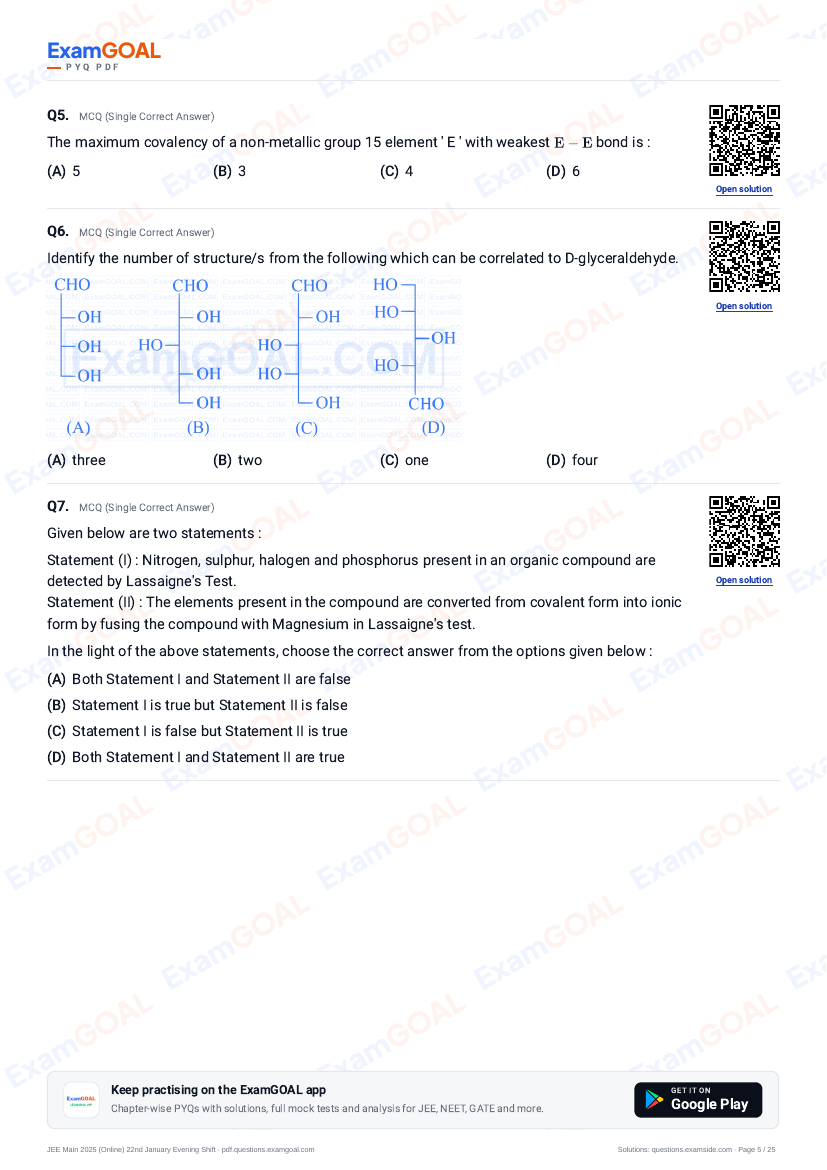 ExamGOAL
PYQ PDF
Q5. MCQ (Single Correct Answer)
The maximum covalency of a non-metallic group 15 element ' E ' with weakest E − E bond is :
(A) 5 (B) 3 (C) 4 (D) 6
Open solution
Q6. MCQ (Single Correct Answer)
Identify the number of structure/s from the following which can be correlated to D-glyceraldehyde.
Open solution
CHO CHO CHO HO
OH OH OH HO
OH HO HO OH
OH OH HO HO
OH OH CHO
(A) (B) (C) (D)
ExamGOAL.COM
(A) three (B) two (C) one (D) four
Q7. MCQ (Single Correct Answer)
Given below are two statements :
Statement (I) : Nitrogen, sulphur, halogen and phosphorus present in an organic compound are
detected by Lassaigne's Test.
Open solution
Statement (II) : The elements present in the compound are converted from covalent form into ionic
form by fusing the compound with Magnesium in Lassaigne's test.
In the light of the above statements, choose the correct answer from the options given below :
(A) Both Statement I and Statement II are false
(B) Statement I is true but Statement II is false
(C) Statement I is false but Statement II is true
(D) Both Statement I and Statement II are true
Keep practising on the ExamGOAL app
Chapter-wise PYQs with solutions, full mock tests and analysis for JEE, NEET, GATE and more.
GET IT ON
Google Play
JEE Main 2025 (Online) 22nd January Evening Shift · pdf.questions.examgoal.com
Solutions: questions.examside.com · Page 5 / 25